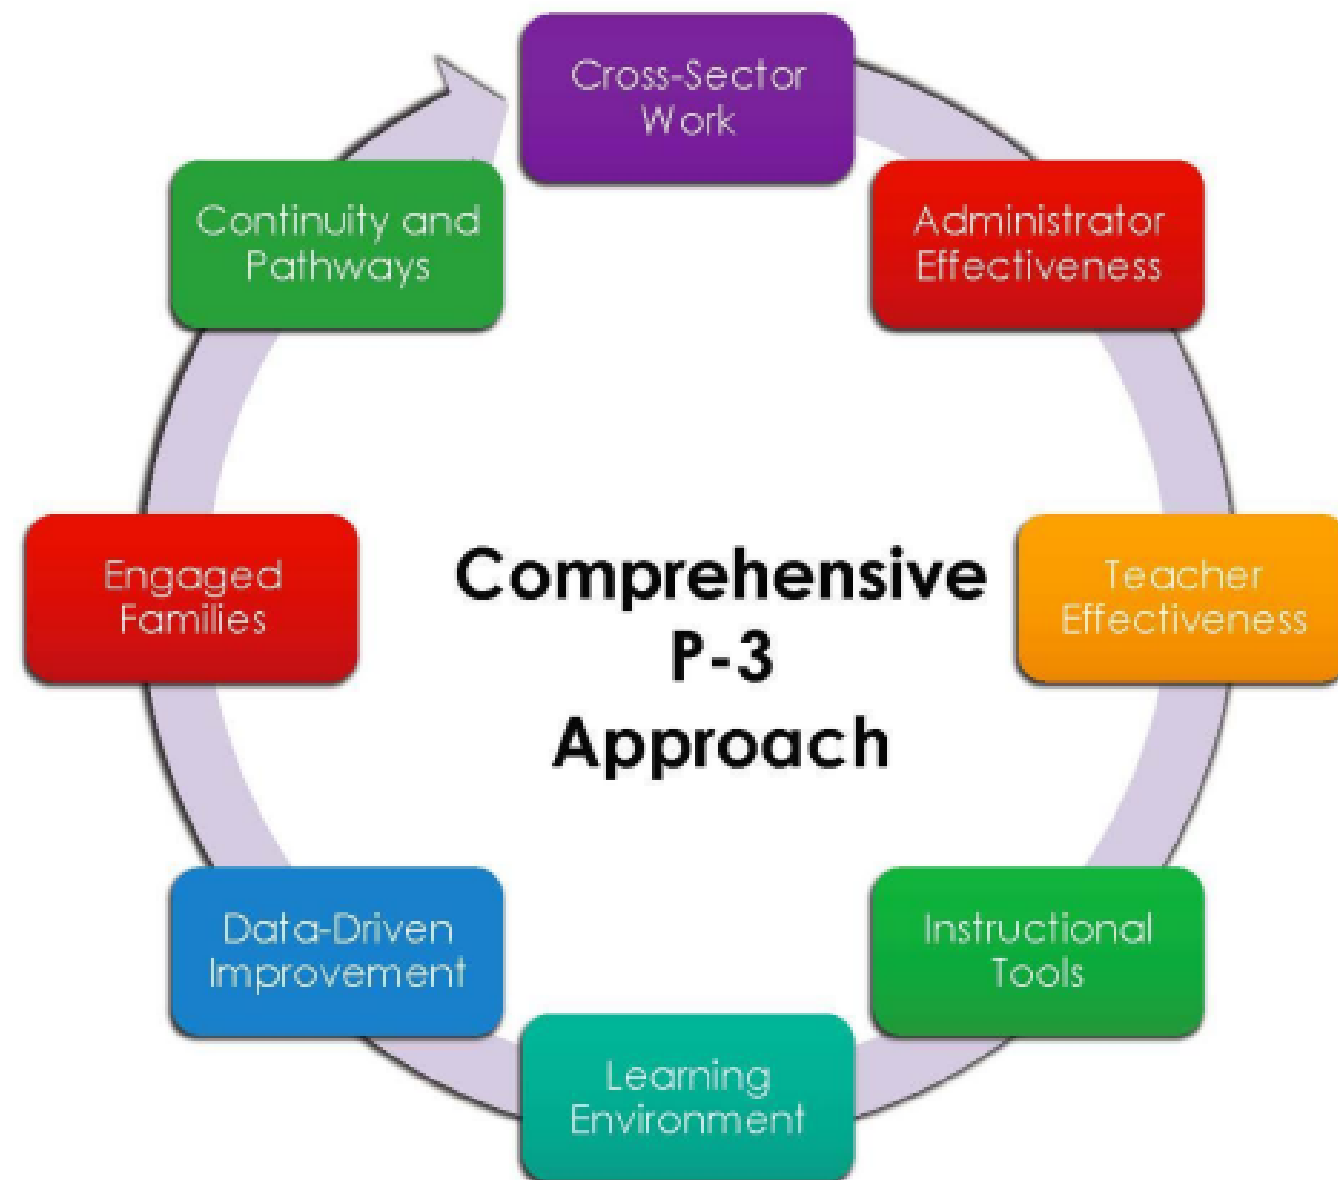 Cross-Sector
Work
Administrator
Effectiveness
Teacher
Effectiveness
Instructional
Tools
Learning
Environment
Data-Driven
Improvement
Engaged
Families
Continuity and
Pathways
Comprehensive
P-3
Approach